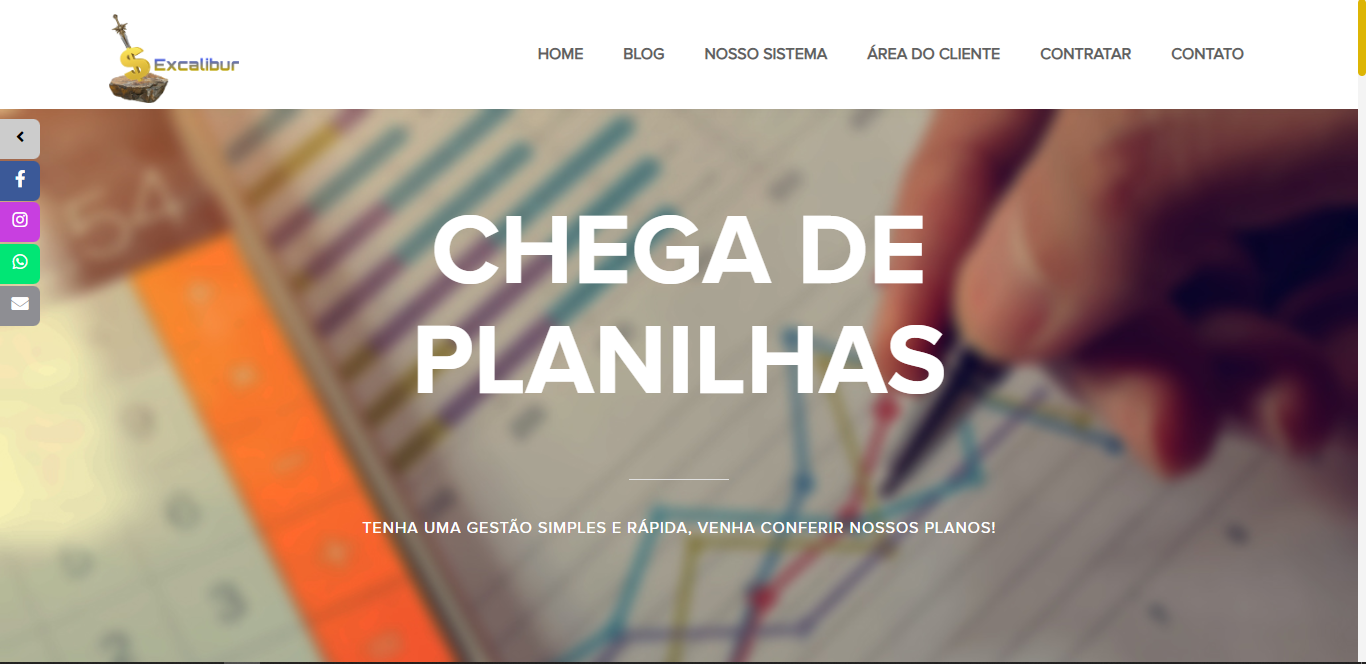 $ Excalibur
HOME
BLOG
NOSSO SISTEMA
ÁREA DO CLIENTE
CONTRATAR
CONTATO
54
CHEGA DE
PLANILHAS
TENHA UMA GESTÃO SIMPLES E RÁPIDA, VENHA CONFERIR NOSSOS PLANOS!